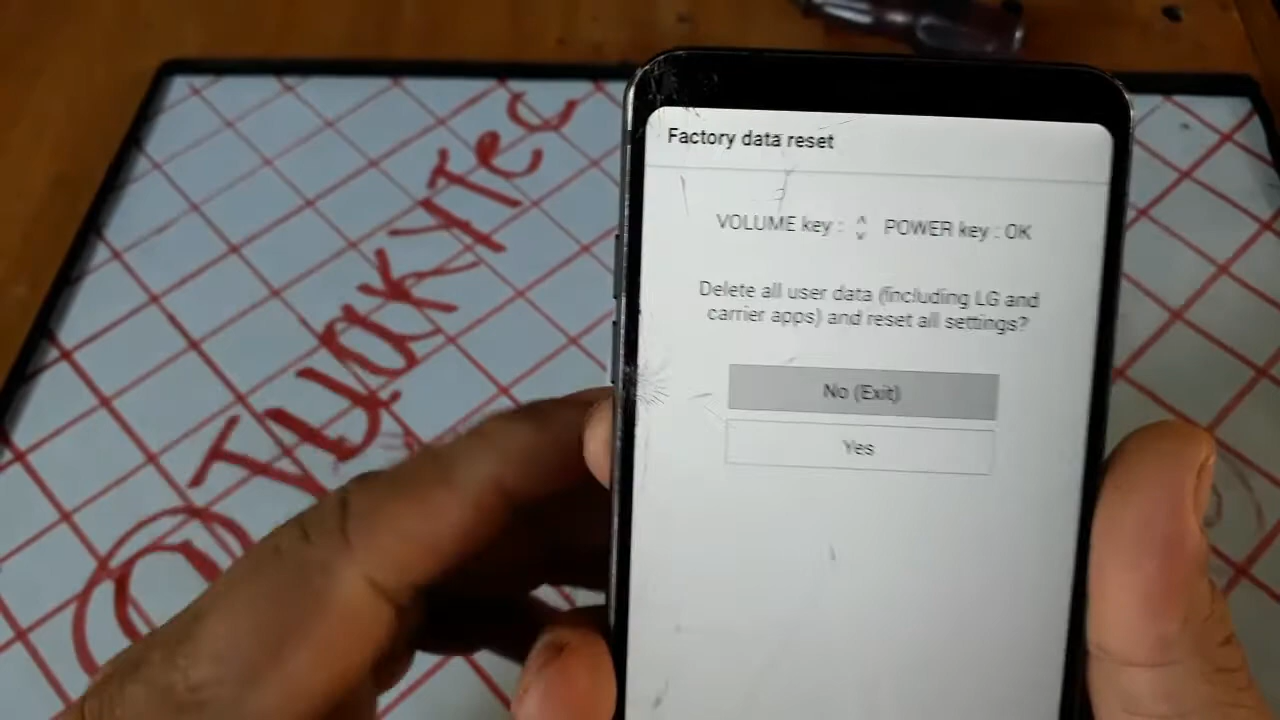 @TUAKYTEC
Factory data reset
VOLUME key : POWER key : OK
Delete all user data (including LG and
carrier apps) and reset all settings?
No (Exit)
Yes